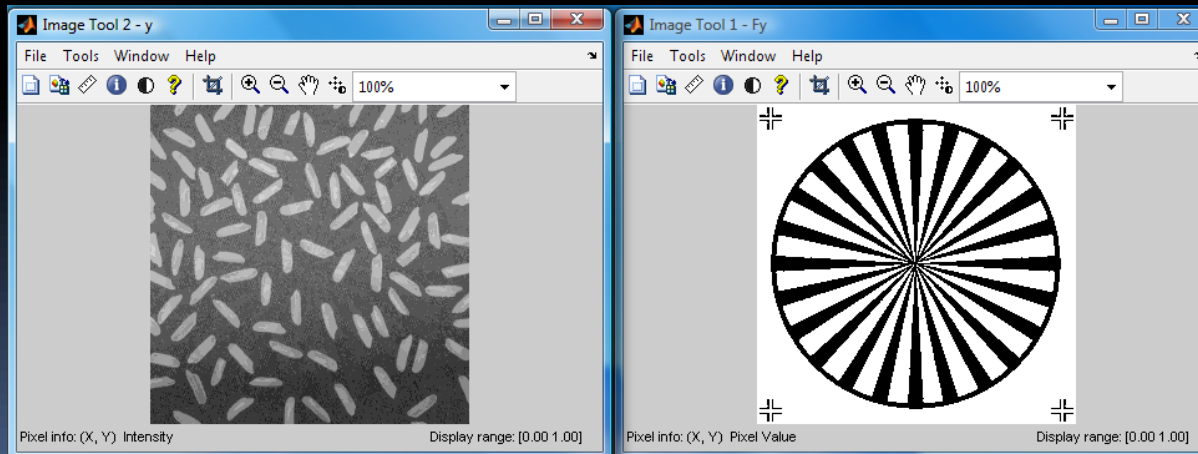 Image Tool 2 - y
File Tools Window Help
100%
Pixel info: (X, Y) Intensity
Display range: [0.00 1.00]
Image Tool 1 - Fy
File Tools Window Help
100%
Pixel info: (X, Y) Pixel Value
Display range: [0.00 1.00]